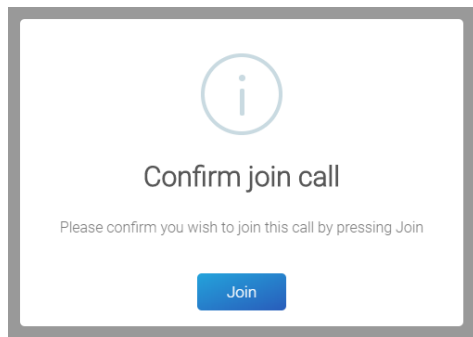 i
Confirm join call
Please confirm you wish to join this call by pressing Join
Join